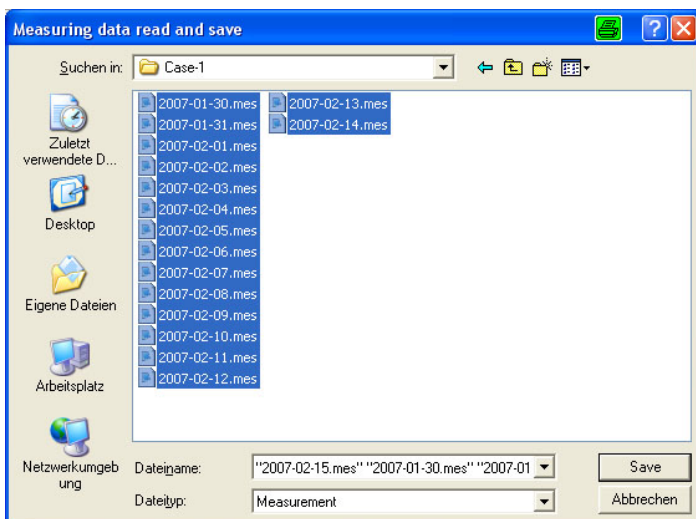 Measuring data read and save
Suchen in: Case-1
2007-01-30.mes 2007-02-13.mes
2007-01-31.mes 2007-02-14.mes
2007-02-01.mes
2007-02-02.mes
2007-02-03.mes
2007-02-04.mes
2007-02-05.mes
2007-02-06.mes
2007-02-07.mes
2007-02-08.mes
2007-02-09.mes
2007-02-10.mes
2007-02-11.mes
2007-02-12.mes
Zuletzt
verwendete D...
Desktop
Eigene Dateien
Arbeitsplatz
Netzwerkumgeb
ung
Dateiname: "2007-02-15.mes" "2007-01-30.mes" "2007-01 Save
Dateityp: Measurement Abbrechen